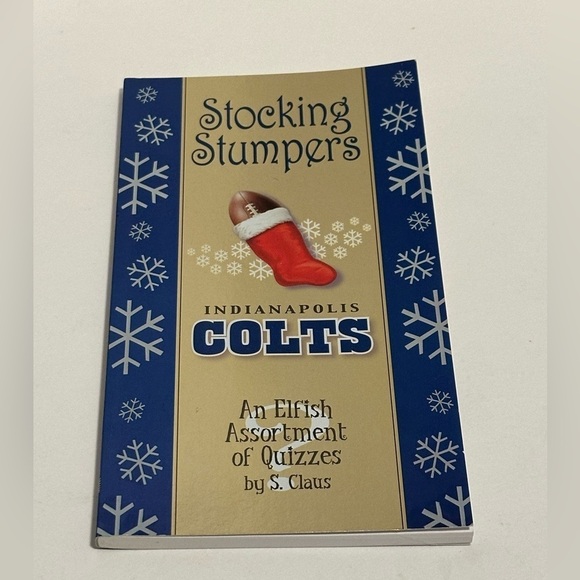 Stocking
Stumpers
INDIANAPOLIS
COLTS
An Elfish
Assortment
of Quizzes
by S. Claus